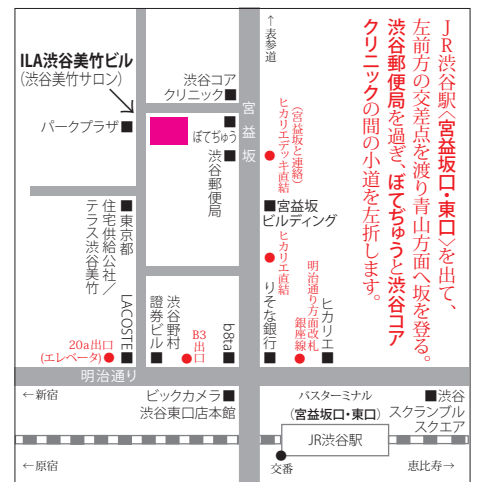 JR渋谷駅〈宮益坂口・東口〉を出て、
左前方の交差点を渡り青山方面へ坂を登る。
渋谷郵便局を過ぎ、ぼてぢゅうと渋谷コア
クリニックの間の小道を左折します。
↑表参道
ILA渋谷美竹ビル
(渋谷美竹サロン)
渋谷コア
クリニック■
宮益坂
パークプラザ■
ぼてぢゅう
■渋谷郵便局
(宮益坂と連絡)
ヒカリエデッキ直結
■宮益坂
ビルディング
■東京都
住宅供給公社/
テラス渋谷美竹
ヒカリエ直結
明治通り方面改札
銀座線
ヒカリエ■
りそな銀行■
LACOSTE■
渋谷野村
證券ビル■
B3
出口
b8ta■
20a出口
(エレベータ)
明治通り
←新宿
ビックカメラ■
渋谷東口店本館
バスターミナル
(宮益坂口・東口)
■渋谷
スクランブル
スクエア
JR渋谷駅
←原宿
交番
恵比寿→